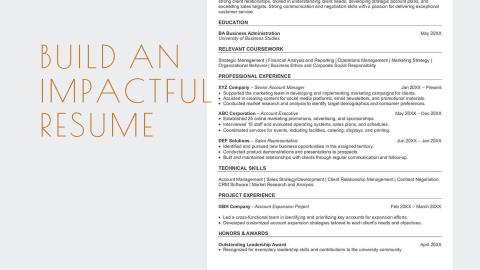 BUILD AN
IMPACTFUL
RESUME
strong client relationships, skilled in understanding client needs, developing strategic account plans, and
exceeding sales targets. Strong communication and negotiation skills with a passion for delivering exceptional
customer service.
EDUCATION
BA Business Administration May 20XX
University of Business Studies
RELEVANT COURSEWORK
Strategic Management | Financial Analysis and Reporting | Operations Management | Marketing Strategy |
Organizational Behavior | Business Ethics and Corporate Social Responsibility
PROFESSIONAL EXPERIENCE
XYZ Company – Senior Account Manager Jan 20XX – Present
• Supported the marketing team in developing and implementing marketing campaigns for clients.
• Assisted in creating content for social media platforms, email newsletters, and promotional materials.
• Conducted market research and analysis to identify target demographics and consumer preferences.
ABC Corporation – Account Executive May 20XX – Dec 20XX
• Established 20 online marketing promotions, advertising, and sponsorships.
• Interviewed 15 staff and evaluated operating systems, sales plans, and schedules.
• Coordinated services for events, including facilities, catering, displays, and printing.
DEF Solutions – Sales Representative Jun 20XX – Jan 20XX
• Identified and pursued new business opportunities in the assigned territory.
• Conducted product demonstrations and presentations to prospects.
• Built and maintained relationships with clients through regular communication and follow-up.
TECHNICAL SKILLS
Account Management | Sales Strategy/Development | Client Relationship Management | Contract Negotiation
CRM Software | Market Research and Analysis.
PROJECT EXPERIENCE
GBH Company – Account Expansion Project Feb 20XX – March 20XX
• Led a cross-functional team in identifying and prioritizing key accounts for expansion efforts.
• Developed customized account expansion strategies tailored to each client's needs and objectives.
HONORS & AWARDS
Outstanding Leadership Award April 20XX
• Recognized for exemplary leadership skills and contributions to the university community.